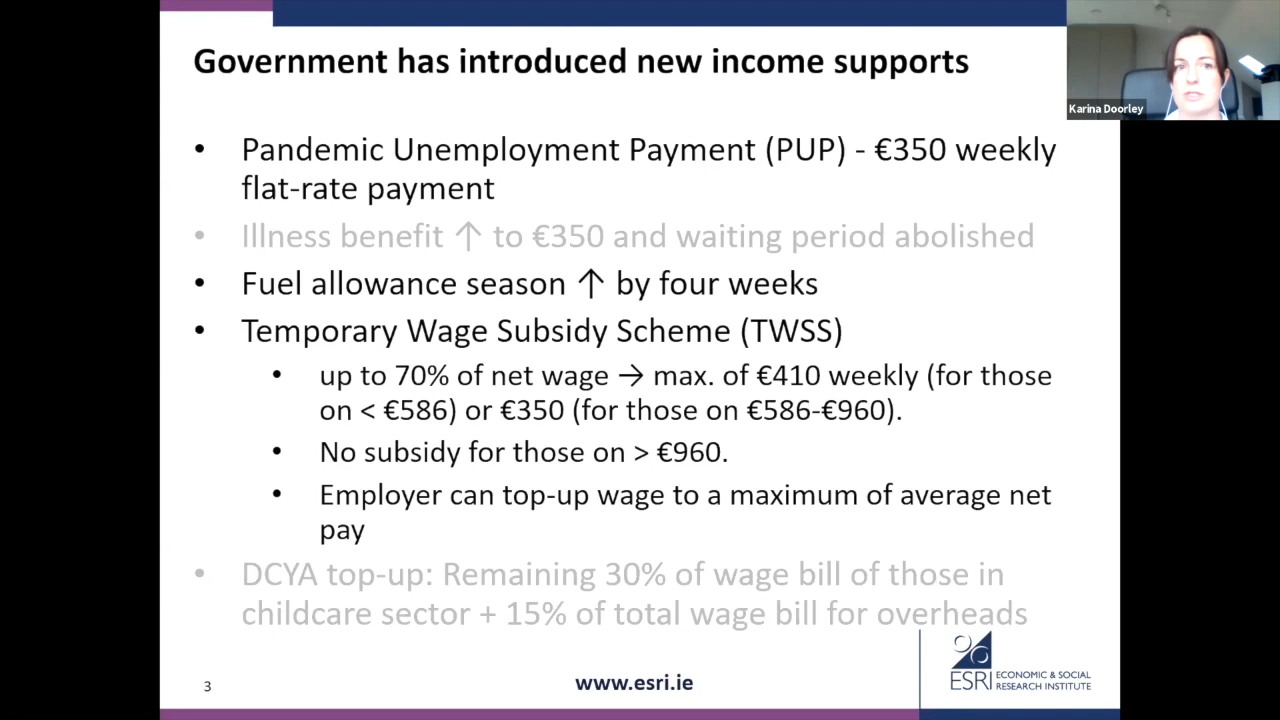 Government has introduced new income supports
Karina Doorley
• Pandemic Unemployment Payment (PUP) - €350 weekly
flat-rate payment
• Illness benefit ↑ to €350 and waiting period abolished
• Fuel allowance season ↑ by four weeks
• Temporary Wage Subsidy Scheme (TWSS)
• up to 70% of net wage → max. of €410 weekly (for those
on < €586) or €350 (for those on €586-€960).
• No subsidy for those on > €960.
• Employer can top-up wage to a maximum of average net
pay
• DCYA top-up: Remaining 30% of wage bill of those in
childcare sector + 15% of total wage bill for overheads
3
www.esri.ie
ESRI
ECONOMIC & SOCIAL
RESEARCH INSTITUTE